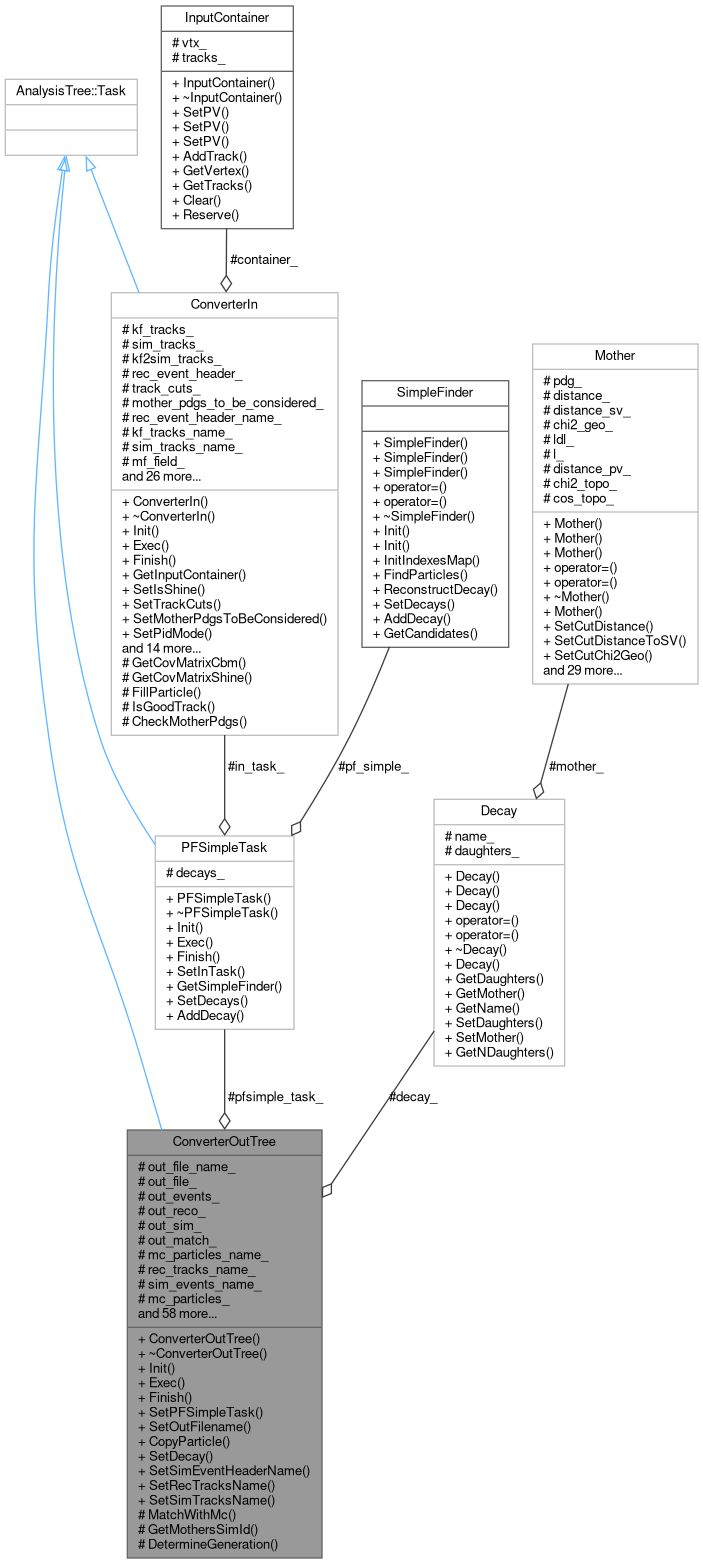 InputContainer
# vtx_
# tracks_
+ InputContainer()
+ ~InputContainer()
+ SetPV()
+ SetPV()
+ SetPV()
+ AddTrack()
+ GetVertex()
+ GetTracks()
+ Clear()
+ Reserve()
AnalysisTree::Task
#container_
ConverterIn
# kf_tracks_
# sim_tracks_
# kf2sim_tracks_
# rec_event_header_
# track_cuts_
# mother_pdgs_to_be_considered_
# rec_event_header_name_
# kf_tracks_name_
# sim_tracks_name_
# mf_field_
and 26 more...
+ ConverterIn()
+ ~ConverterIn()
+ Init()
+ Exec()
+ Finish()
+ GetInputContainer()
+ SetIsShine()
+ SetTrackCuts()
+ SetMotherPdgsToBeConsidered()
+ SetPidMode()
and 14 more...
# GetCovMatrixCbm()
# GetCovMatrixShine()
# FillParticle()
# IsGoodTrack()
# CheckMotherPdgs()
SimpleFinder
+ SimpleFinder()
+ SimpleFinder()
+ SimpleFinder()
+ operator=()
+ operator=()
+ ~SimpleFinder()
+ Init()
+ Init()
+ InitIndexesMap()
+ FindParticles()
+ ReconstructDecay()
+ SetDecays()
+ AddDecay()
+ GetCandidates()
Mother
# pdg_
# distance_
# distance_sv_
# chi2_geo_
# ldl_
# l_
# distance_pv_
# chi2_topo_
# cos_topo_
+ Mother()
+ Mother()
+ Mother()
+ operator=()
+ operator=()
+ ~Mother()
+ Mother()
+ SetCutDistance()
+ SetCutDistanceToSV()
+ SetCutChi2Geo()
and 29 more...
#in_task_
#pf_simple_
#mother_
PFSimpleTask
# decays_
+ PFSimpleTask()
+ ~PFSimpleTask()
+ Init()
+ Exec()
+ Finish()
+ SetInTask()
+ GetSimpleFinder()
+ SetDecays()
+ AddDecay()
Decay
# name_
# daughters_
+ Decay()
+ Decay()
+ Decay()
+ operator=()
+ operator=()
+ ~Decay()
+ Decay()
+ GetDaughters()
+ GetMother()
+ GetName()
+ SetDaughters()
+ SetMother()
+ GetNDaughters()
#pfsimple_task_
#decay_
ConverterOutTree
# out_file_name_
# out_file_
# out_events_
# out_reco_
# out_sim_
# out_match_
# mc_particles_name_
# rec_tracks_name_
# sim_events_name_
# mc_particles_
and 58 more...
+ ConverterOutTree()
+ ~ConverterOutTree()
+ Init()
+ Exec()
+ Finish()
+ SetPFSimpleTask()
+ SetOutFilename()
+ CopyParticle()
+ SetDecay()
+ SetSimEventHeaderName()
+ SetRecTracksName()
+ SetSimTracksName()
# MatchWithMc()
# GetMothersSimId()
# DetermineGeneration()